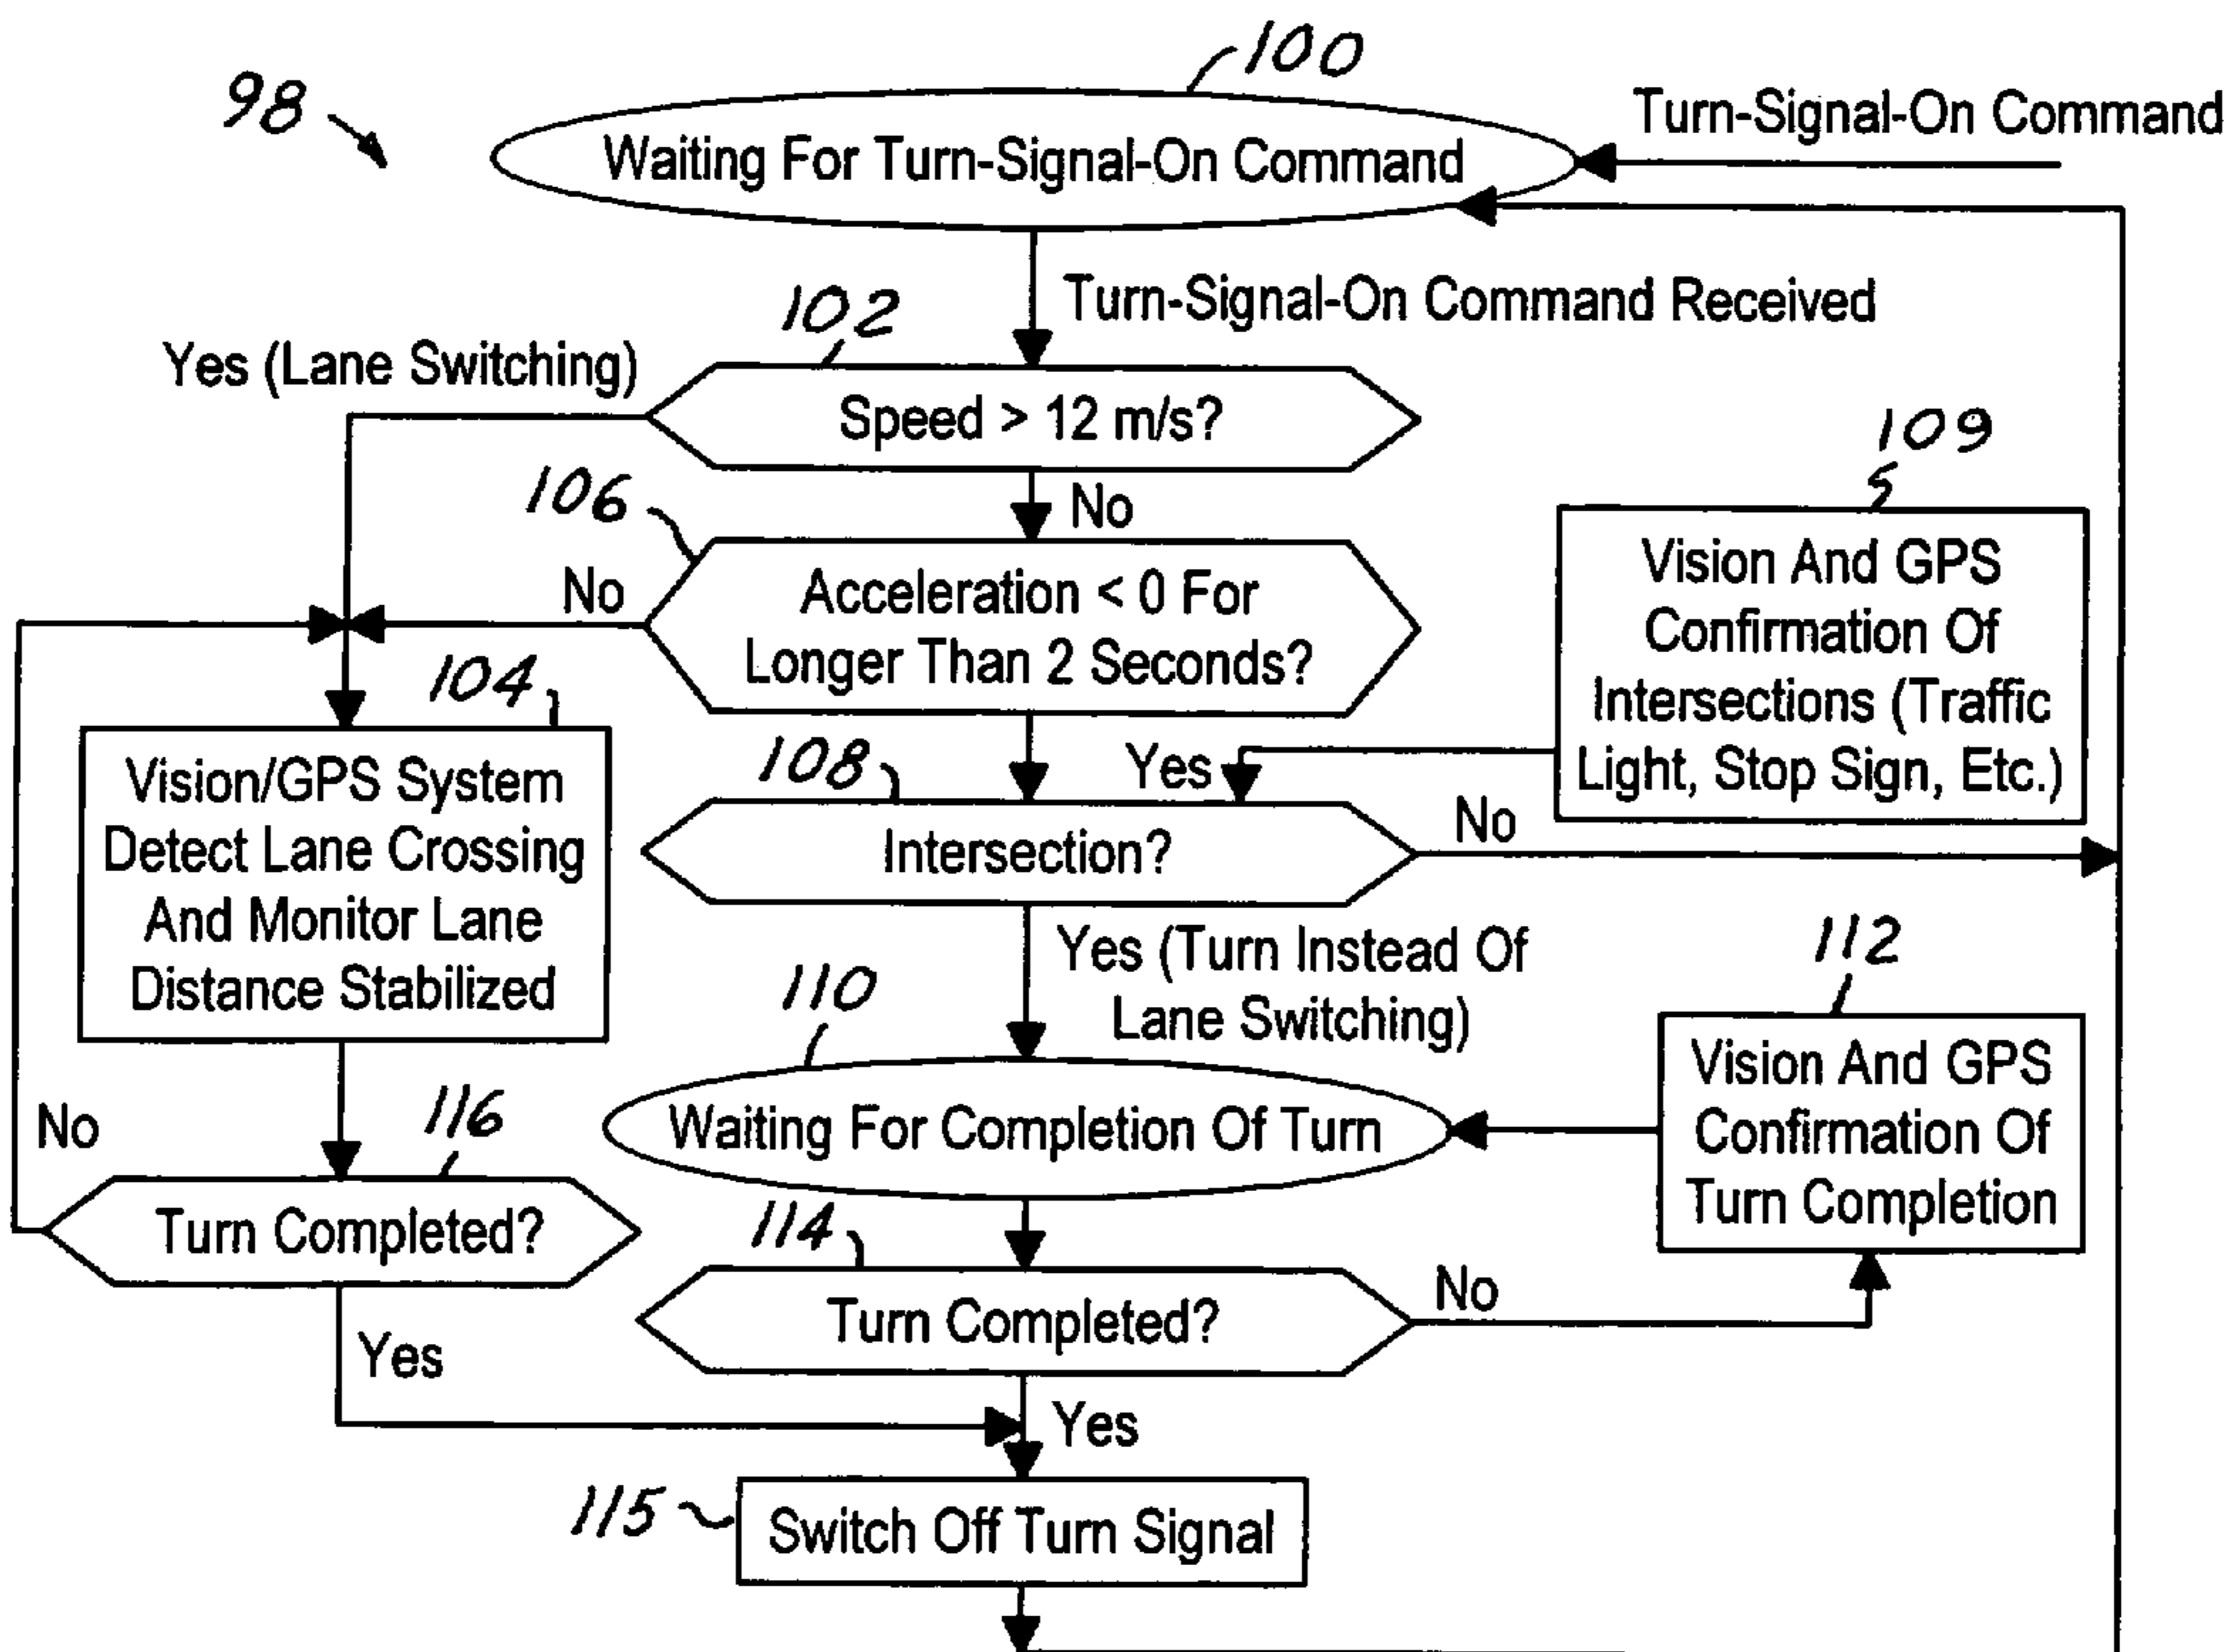 100
98
Turn-Signal-On Command
Waiting For Turn-Signal-On Command
Turn-Signal-On Command Received
102
Yes (Lane Switching)
Speed > 12 m/s?
109
106
No
Vision And GPS
Confirmation Of
Intersections (Traffic
Light, Stop Sign, Etc.)
No
Acceleration < 0 For
Longer Than 2 Seconds?
104
Yes
108
Vision/GPS System
Detect Lane Crossing
And Monitor Lane
Distance Stabilized
Intersection?
No
Yes (Turn Instead Of
Lane Switching)
112
110
Vision And GPS
Confirmation Of
Turn Completion
No
116
Waiting For Completion Of Turn
Turn Completed?
114
No
Turn Completed?
Yes
Yes
115
Switch Off Turn Signal